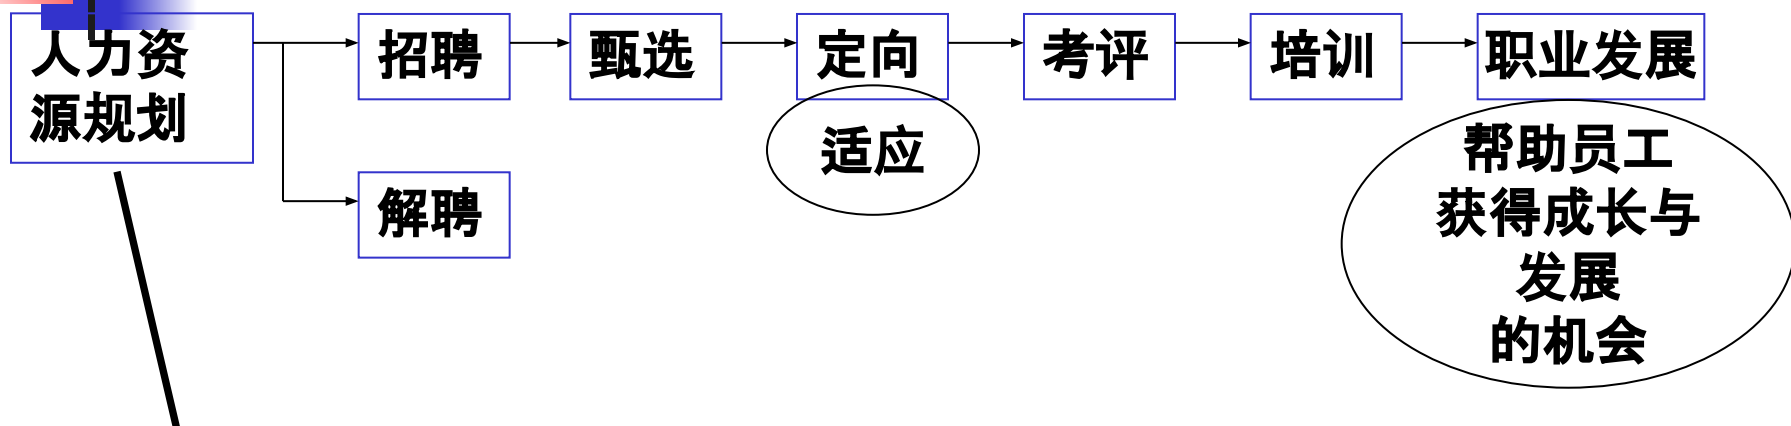 人力资
源规划
招聘
甄选
定向
考评
培训
职业发展
解聘
适应
帮助员工
获得成长与
发展
的机会